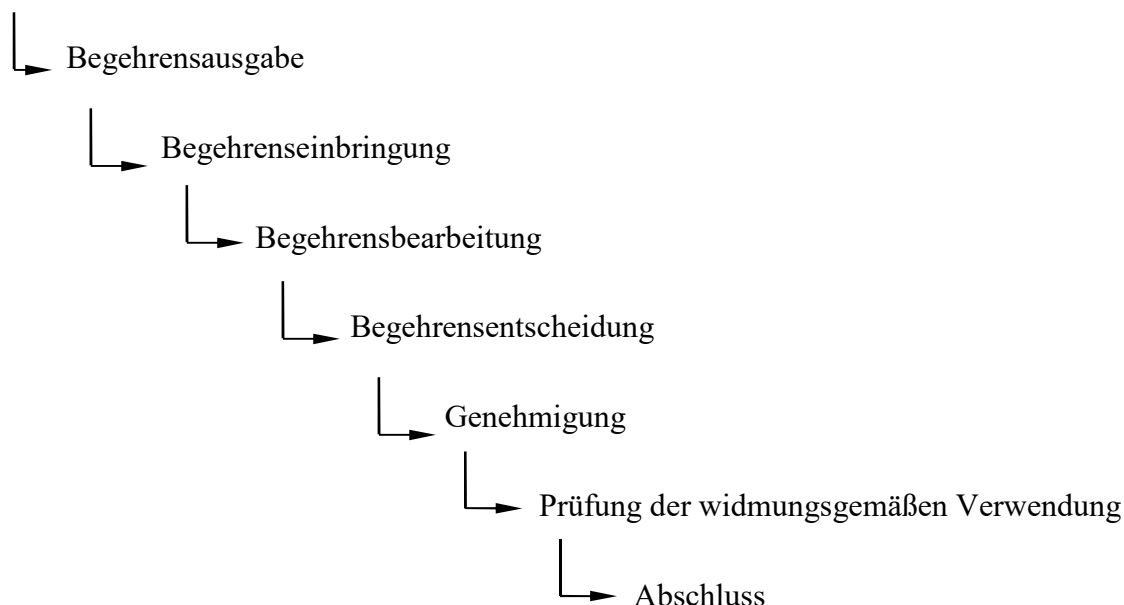 Begehrensausgabe
Begehrenseinbringung
Begehrensbearbeitung
Begehrensentscheidung
Genehmigung
Prüfung der widmungsgemäßen Verwendung
Abschluss